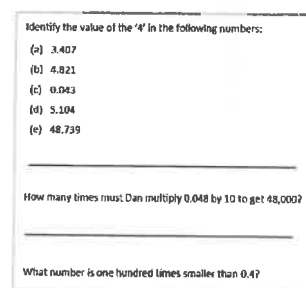 Identify the value of the '4' in the following numbers:
(a) 3.407
(b) 4.821
(c) 0.043
(d) 5.104
(e) 48.739
How many times must Dan multiply 0.048 by 10 to get 48,000?
What number is one hundred times smaller than 0.4?